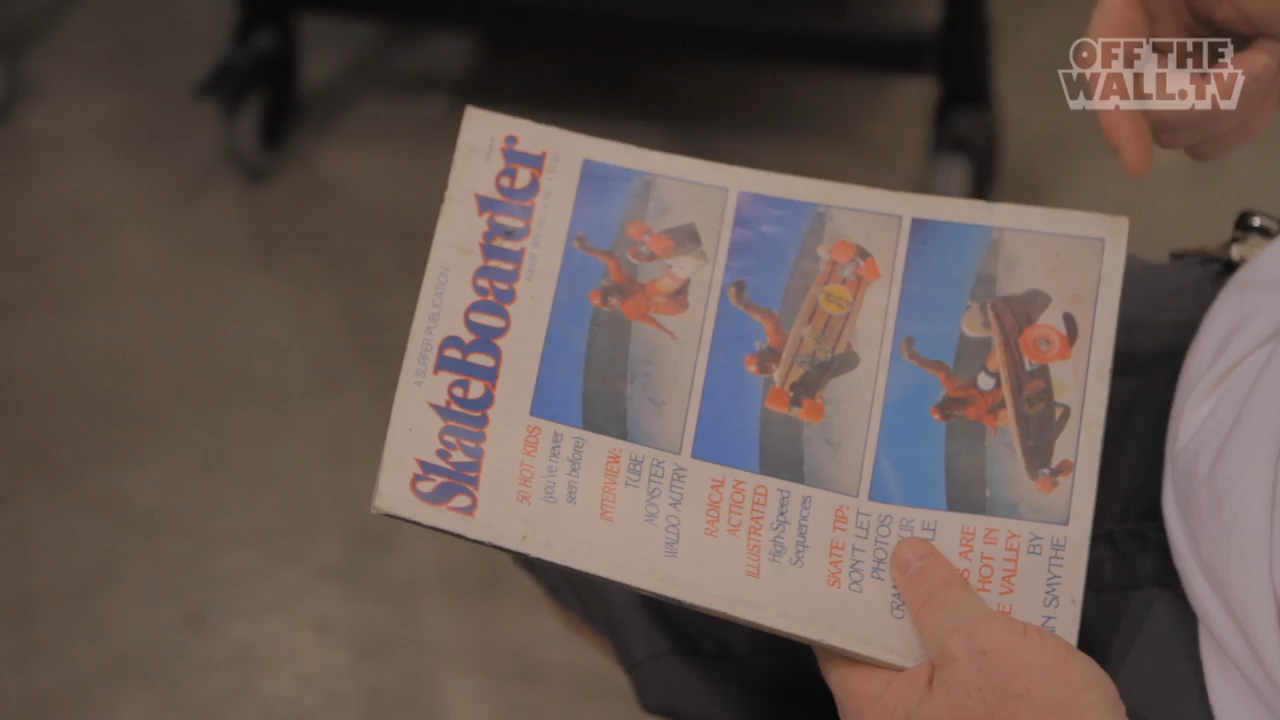 OFF THE
WALL.TV
A SURFER PUBLICATION
SkateBoarder
50 HOT KIDS
(you've never
seen before)
INTERVIEW:
TUBE
MONSTER
WALDO AUTRY
RADICAL
ACTION
ILLUSTRATED
High-Speed
Sequences
SKATE TIP:
DON'T LET
PHOTOS
ARE
HOT IN
VALLEY
BY
SMYTHE